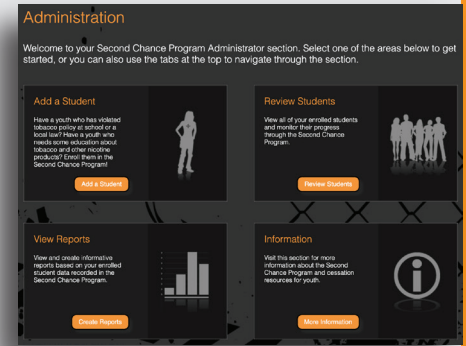 Administration
Welcome to your Second Chance Program Administrator section. Select one of the areas below to get
started, or you can also use the tabs at the top to navigate through the section.
Add a Student
Have a youth who has violated
tobacco policy at school or a
local law? Have a youth who
needs some education about
tobacco and other nicotine
products? Enroll them in the
Second Chance Program!
Add a Student
Review Students
View all of your enrolled students
and monitor their progress
through the Second Chance
Program.
Review Students
View Reports
View and create informative
reports based on your enrolled
student data recorded in the
Second Chance Program.
Create Reports
Information
Visit this section for more
information about the Second
Chance Program and cessation
resources for youth.
More Information